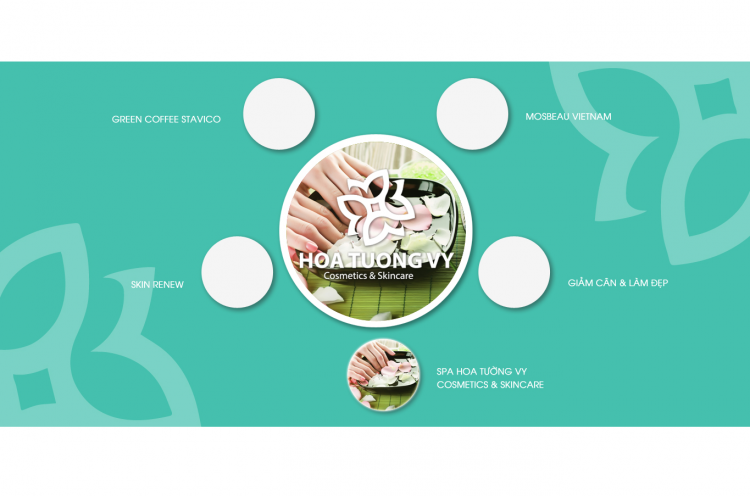 GREEN COFFEE STAVICO
MOSBEAU VIETNAM
HOA TUONG VY
Cosmetics & Skincare
SKIN RENEW
GIẢM CÂN & LÀM ĐẸP
SPA HOA TƯỜNG VY
COSMETICS & SKINCARE